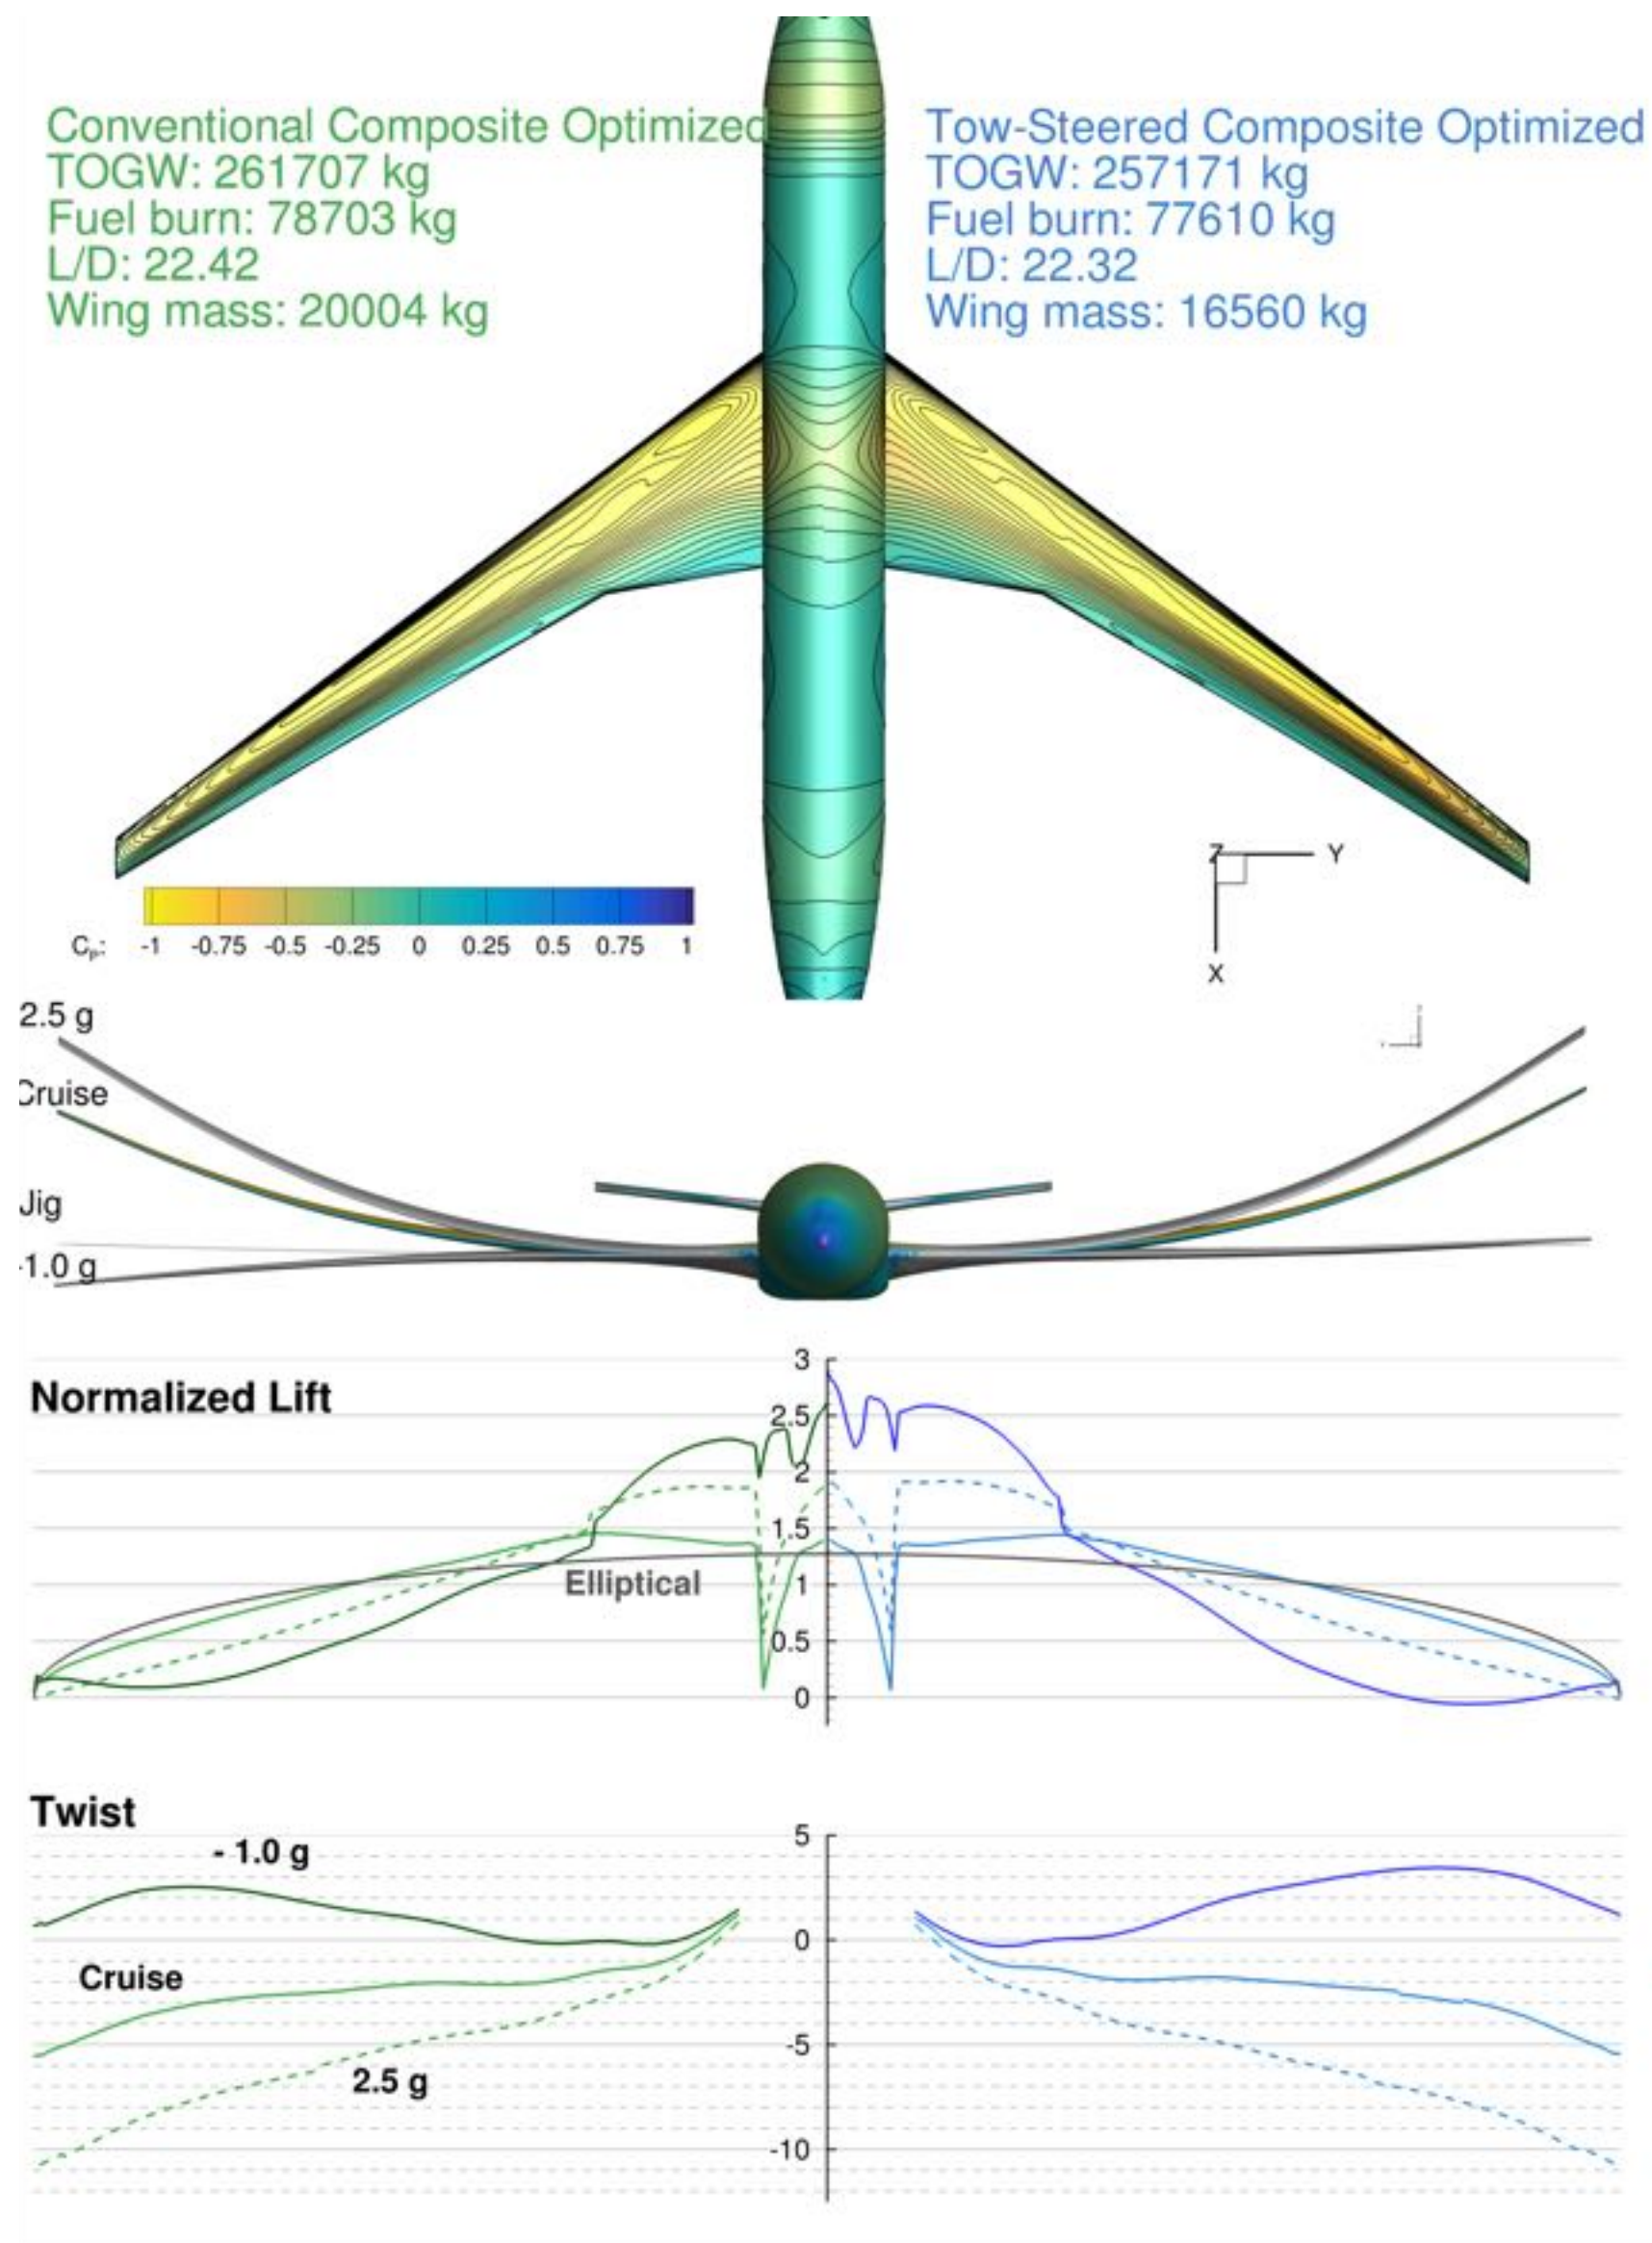 Conventional Composite Optimized
TOGW: 261707 kg
Fuel burn: 78703 kg
L/D: 22.42
Wing mass: 20004 kg
Tow-Steered Composite Optimized
TOGW: 257171 kg
Fuel burn: 77610 kg
L/D: 22.32
Wing mass: 16560 kg
Z Y
X
Cp: -1 -0.75 -0.5 -0.25 0 0.25 0.5 0.75 1
2.5 g
Cruise
Jig
-1.0 g
Normalized Lift
3
2.5
2
1.5
1
0.5
0
Elliptical
Twist
5
0
-5
-10
- 1.0 g
Cruise
2.5 g